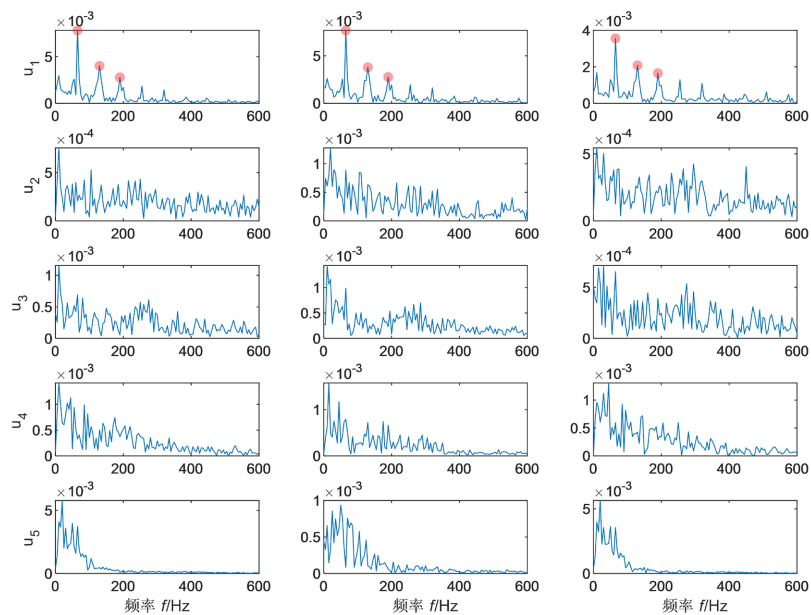 × 10⁻³ × 10⁻³ × 10⁻³
u₁ 5 0 5 0 4 2 0
0 200 400 600 0 200 400 600 0 200 400 600
× 10⁻⁴ × 10⁻³ × 10⁻⁴
u₂ 5 0 1 0.5 0 5 0
0 200 400 600 0 200 400 600 0 200 400 600
× 10⁻³ × 10⁻³ × 10⁻⁴
u₃ 1 0.5 0 1 0.5 0 5 0
0 200 400 600 0 200 400 600 0 200 400 600
× 10⁻³ × 10⁻³ × 10⁻³
u₄ 1 0.5 0 1 0.5 0 1 0.5 0
0 200 400 600 0 200 400 600 0 200 400 600
× 10⁻³ × 10⁻³ × 10⁻³
u₅ 5 0 1 0.5 0 5 0
0 200 400 600 0 200 400 600 0 200 400 600
频率 f/Hz 频率 f/Hz 频率 f/Hz